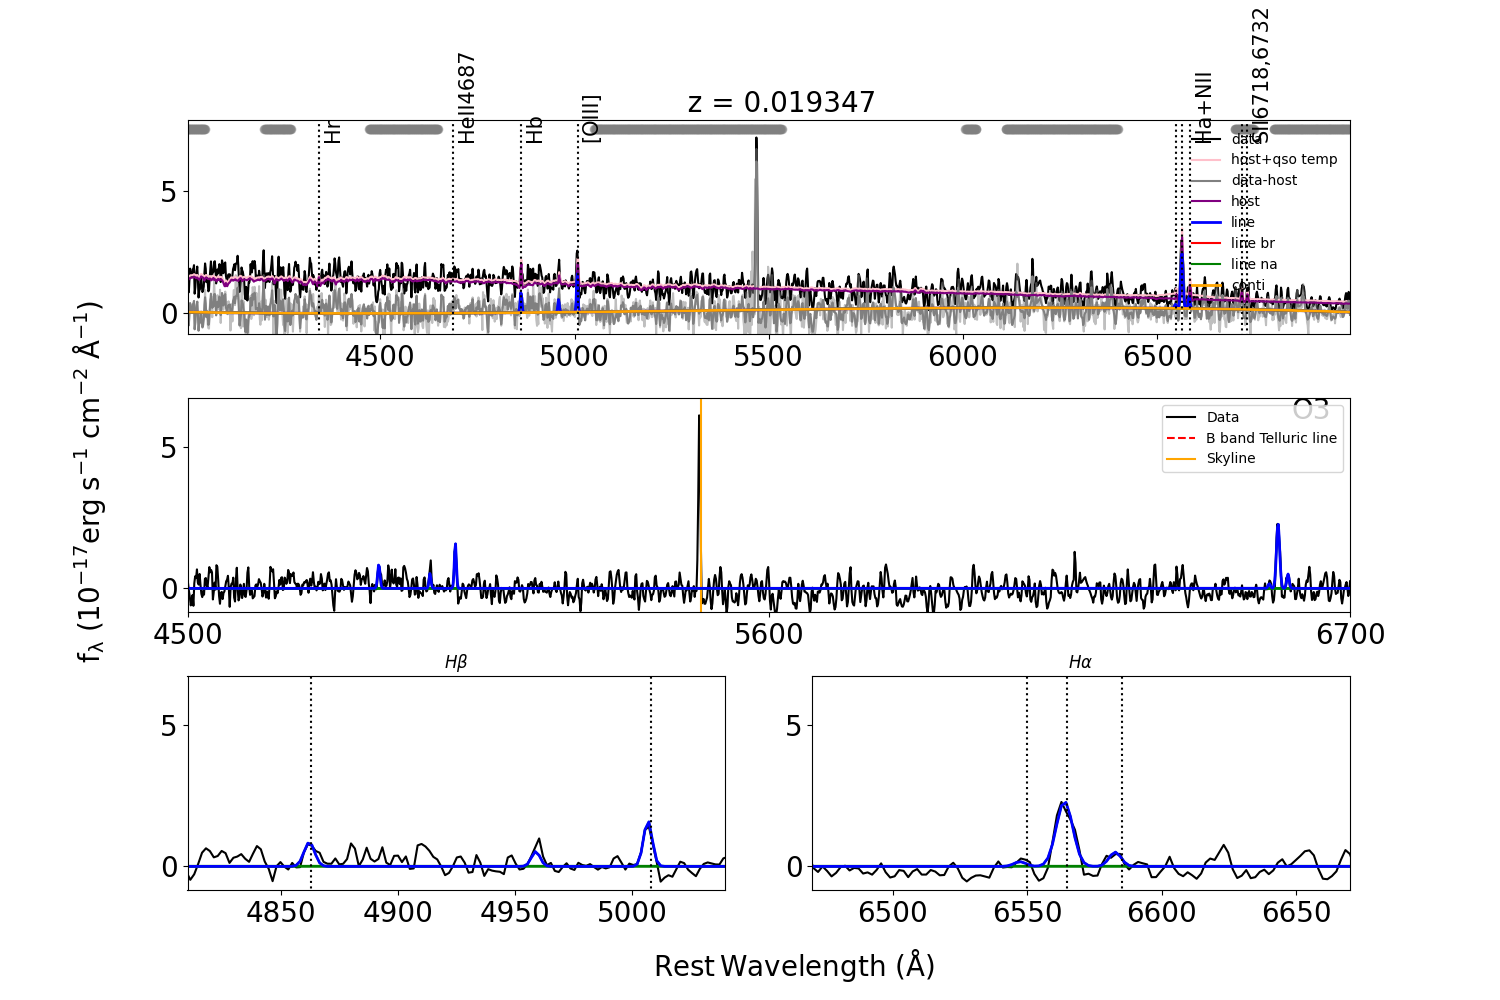 z = 0.019347
Hr
HeII4687
Hb
[OIII]
Ha+NII
SII6718,6732
data
host+qso temp
data-host
host
line
line br
line na
conti
5
0
4500
5000
5500
6000
6500
O3
Data
B band Telluric line
Skyline
5
0
4500
5600
6700
fλ (10⁻¹⁷erg s⁻¹ cm⁻² Å⁻¹)
Hβ
5
0
4850
4900
4950
5000
Hα
5
0
6500
6550
6600
6650
Rest Wavelength (Å)